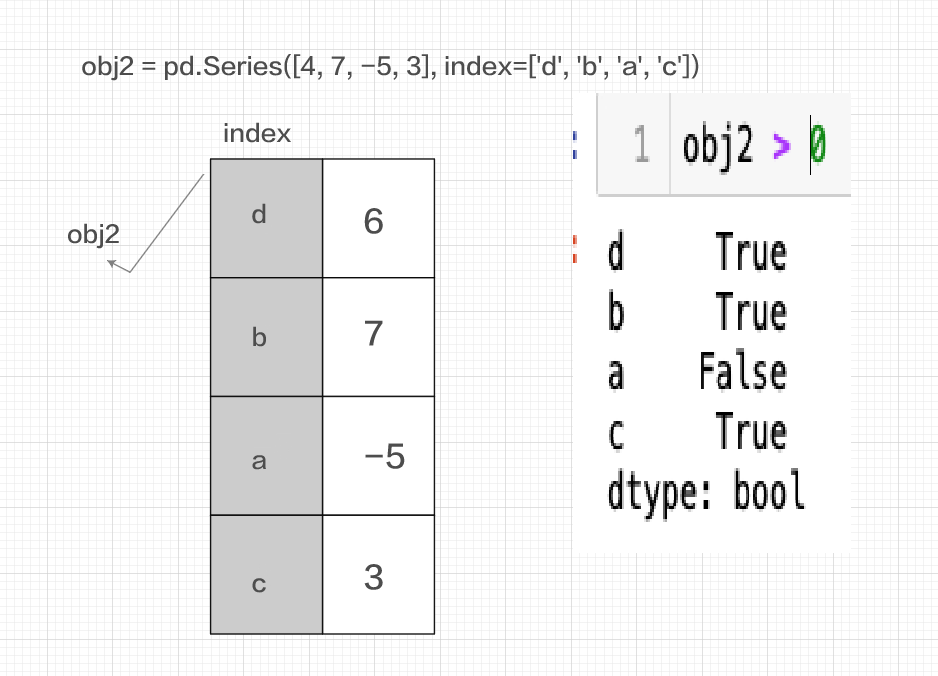 obj2 = pd.Series([4, 7, −5, 3], index=['d', 'b', 'a', 'c'])
index
obj2
d 6
b 7
a −5
c 3
: 1 obj2 > 0
: d True
b True
a False
c True
dtype: bool